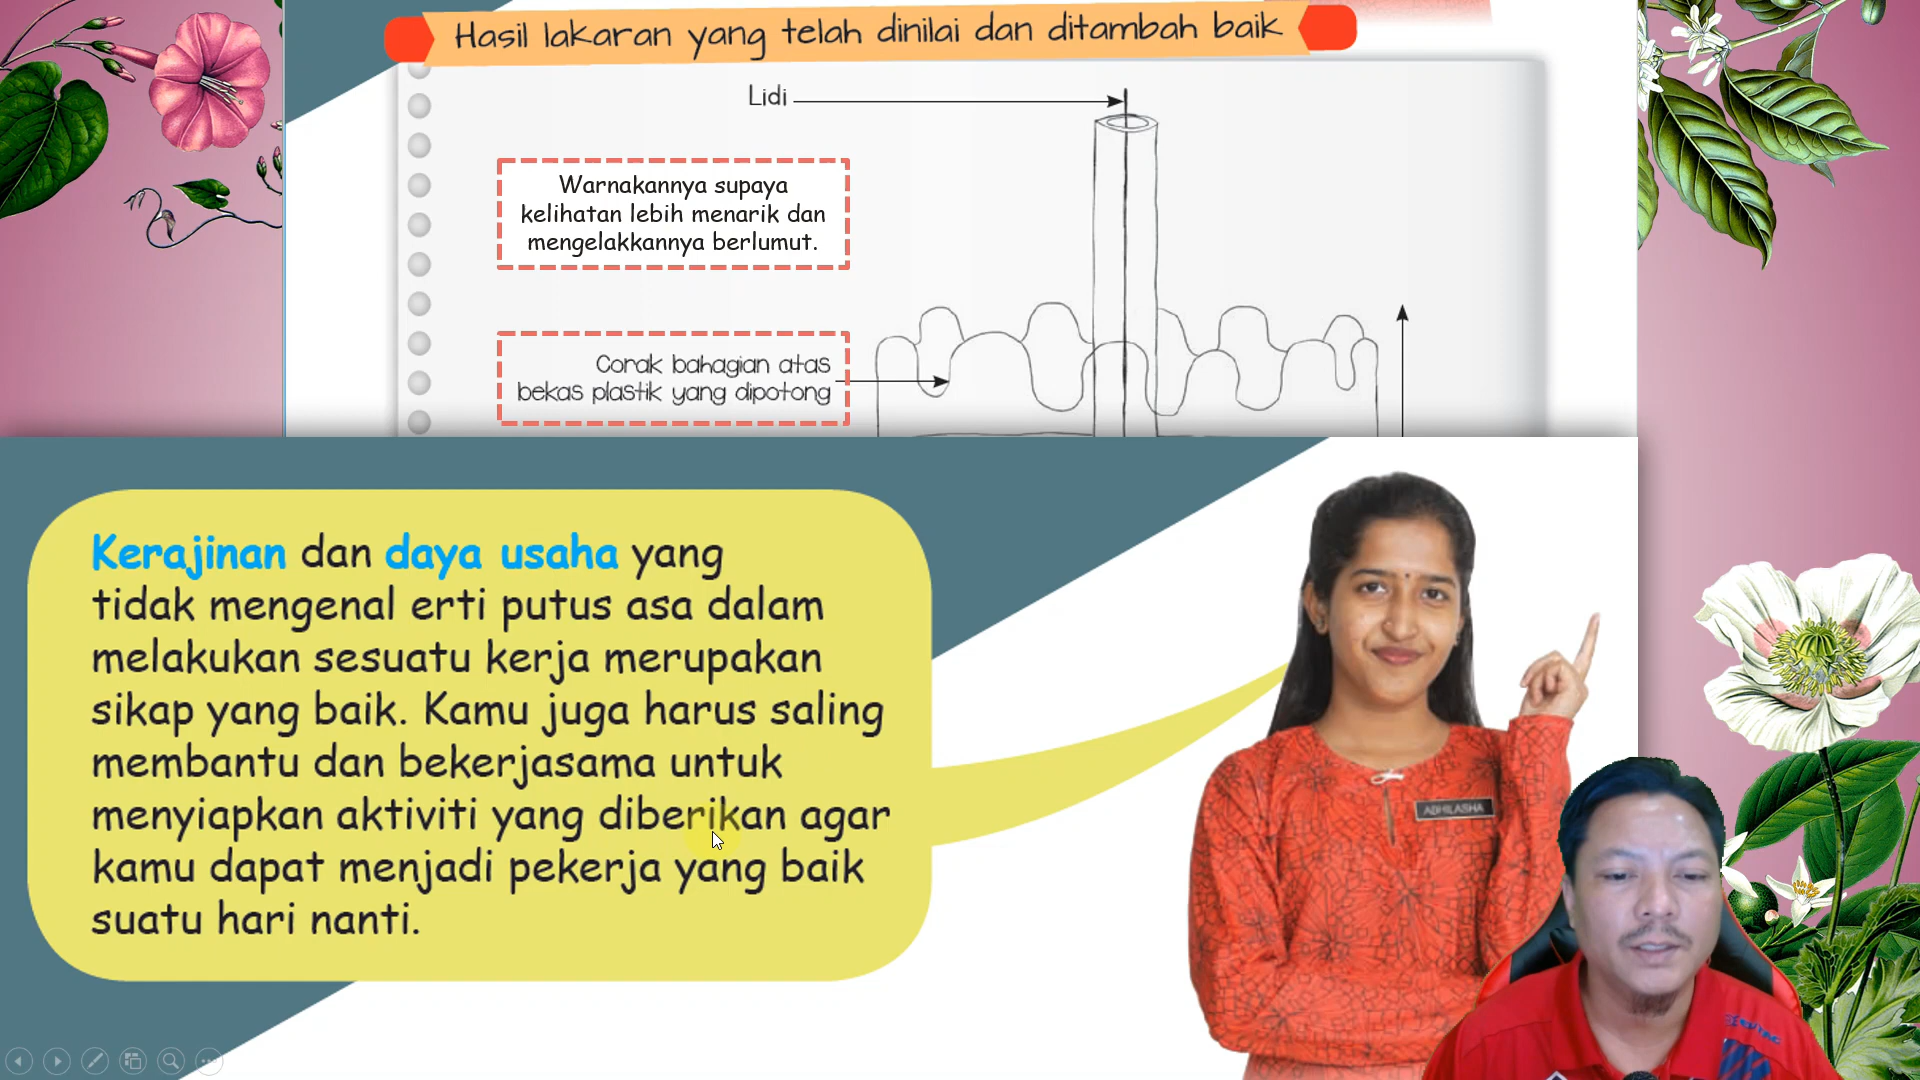 Hasil lakaran yang telah dinilai dan ditambah baik
Lidi
Warnakannya supaya
kelihatan lebih menarik dan
mengelakkannya berlumut.
Corak bahagian atas
bekas plastik yang dipotong
Kerajinan dan daya usaha yang
tidak mengenal erti putus asa dalam
melakukan sesuatu kerja merupakan
sikap yang baik. Kamu juga harus saling
membantu dan bekerjasama untuk
menyiapkan aktiviti yang diberikan agar
kamu dapat menjadi pekerja yang baik
suatu hari nanti.
ADHILASHA